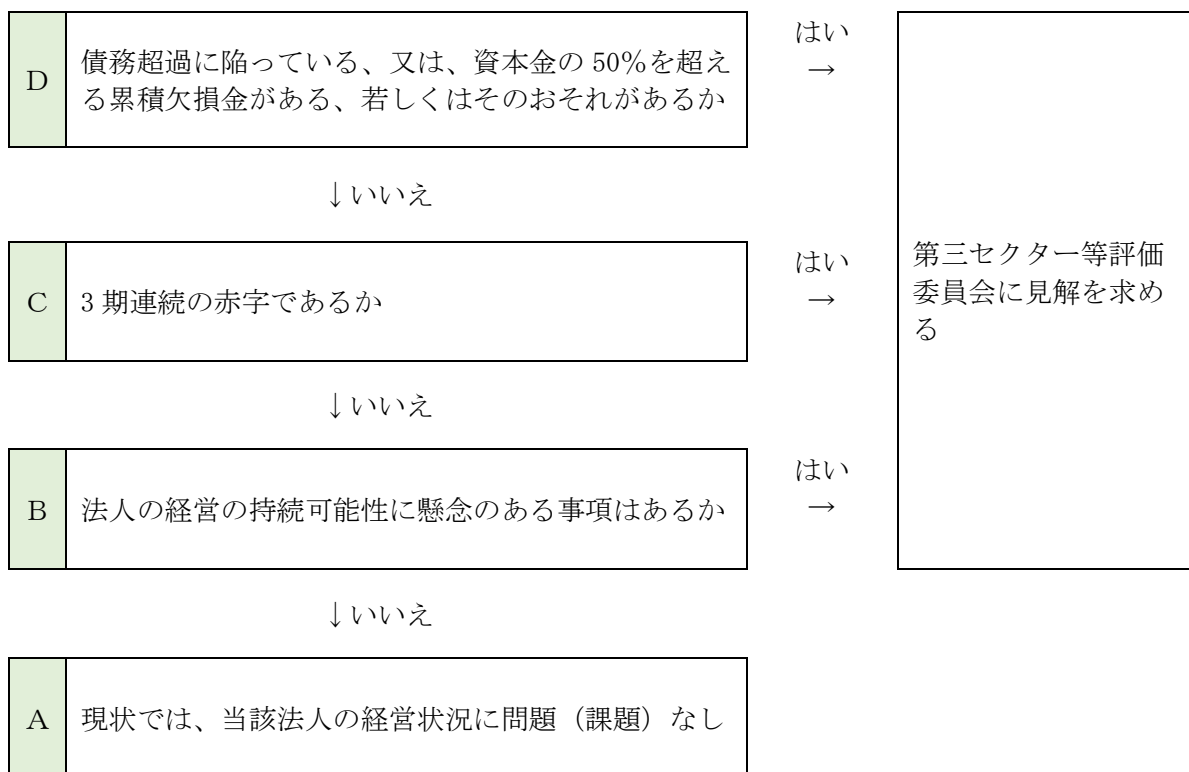 D
債務超過に陥っている、又は、資本金の 50％を超え
る累積欠損金がある、若しくはそのおそれがあるか
はい
→
↓いいえ
C
3 期連続の赤字であるか
はい
→
第三セクター等評価
委員会に見解を求め
る
↓いいえ
B
法人の経営の持続可能性に懸念のある事項はあるか
はい
→
↓いいえ
A
現状では、当該法人の経営状況に問題（課題）なし